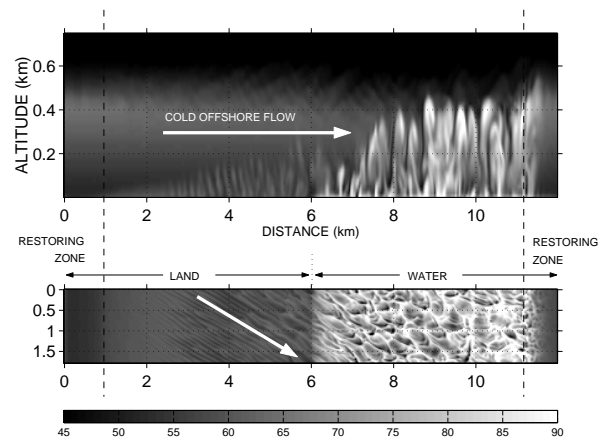 ALTITUDE (km)
0.6
0.4
0.2
COLD OFFSHORE FLOW
0 2 4 6 8 10
DISTANCE (km)
RESTORING ZONE
RESTORING ZONE
LAND WATER
0
0.5
1
1.5
0 2 4 6 8 10
45 50 55 60 65 70 75 80 85 90